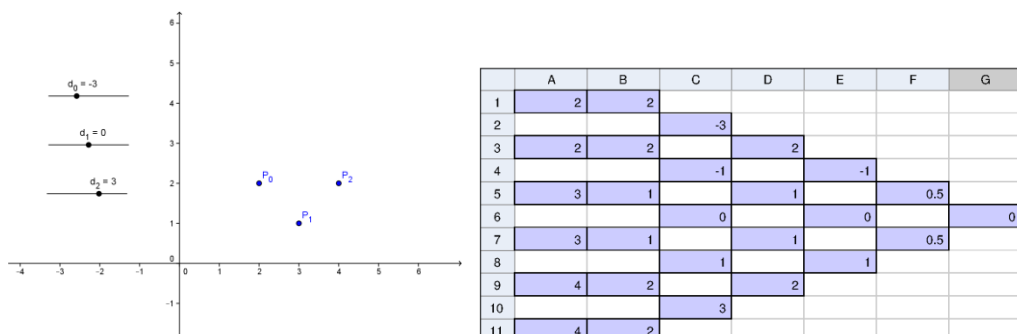 6
d₀ = -3
4
d₁ = 0
3
d₂ = 3
P₀ P₂
2
P₁
1
0
-4 -3 -2 -1 0 1 2 3 4 5 6
-1
A B C D E F G
1 2 2
2 -3
3 2 2 2
4 -1 -1
5 3 1 1 0.5
6 0 0 0
7 3 1 1 0.5
8 1 1
9 4 2 2
10 3
11 4 2